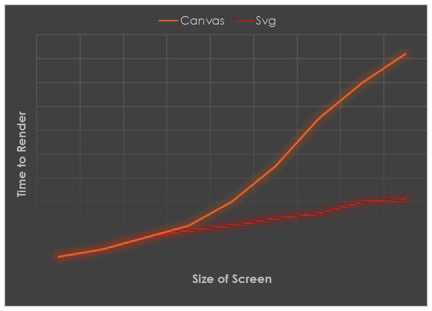 Canvas Svg
Time to Render
Size of Screen